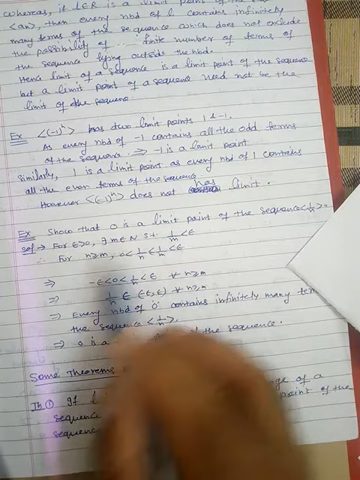 whereas, if l∈R is a limit point of the
<an>, then every nbd of l contains infinitely
many terms of the sequence which does not exclude
the possibility of finite number of terms of
the sequence lying outside the nbd.
Hence limit of a sequence is a limit point of the sequence
but a limit point of a sequence need not be the
limit of the sequence
Ex <(-1)^n> has two limit points 1 & -1.
As every nbd of -1 contains all the odd terms
of the sequence ⇒ -1 is a limit point.
Similarly, 1 is a limit point as every nbd of 1 contains
all the even terms of the sequence
However <(-1)^n> does not has limit.
Ex Show that 0 is a limit point of the sequence <1/n>
Sol → For ε>0, ∃ m∈N s.t. 1/m < ε
∴ For n≥m, 0< 1/n < 1/m < ε
⇒ -ε<0< 1/n <ε ∀ n≥m
⇒ 1/n ∈ (-ε,ε) ∀ n≥m
⇒ Every nbd of 0 contains infinitely many
the sequence <1/n>.
⇒ 0 is a of the sequence.
Some Theorems
Th ① If l of a
sequence point of the
sequence